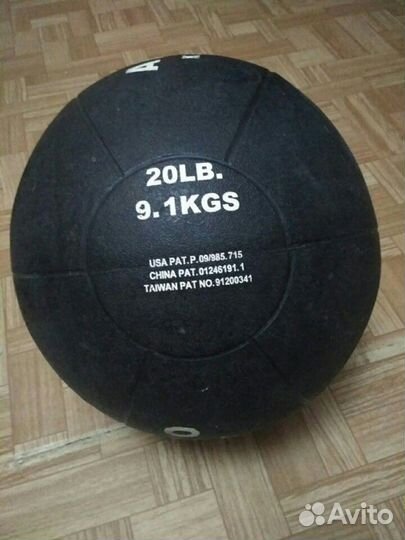 A
20LB.
9.1KGS
USA PAT.P.09/985.715
CHINA PAT.01246191.1
TAIWAN PAT NO.91200341
O
Avito